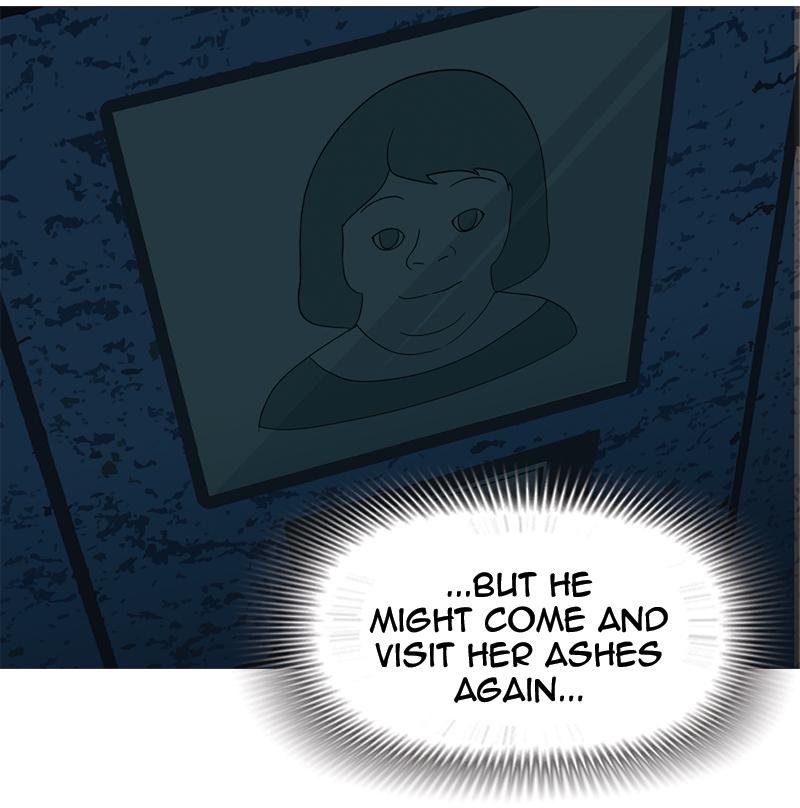 ...BUT HE
MIGHT COME AND
VISIT HER ASHES
AGAIN...